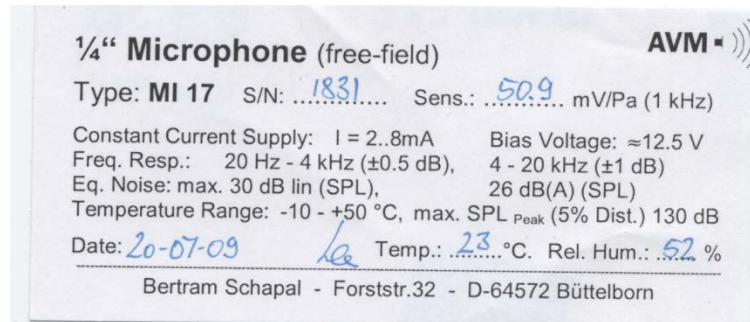 ¼“ Microphone (free-field) AVM
Type: MI 17 S/N: 1831 Sens.: 50.9 mV/Pa (1 kHz)
Constant Current Supply: I = 2..8mA Bias Voltage: ≈12.5 V
Freq. Resp.: 20 Hz - 4 kHz (±0.5 dB), 4 - 20 kHz (±1 dB)
Eq. Noise: max. 30 dB lin (SPL), 26 dB(A) (SPL)
Temperature Range: -10 - +50 °C, max. SPL Peak (5% Dist.) 130 dB
Date: 20-07-09 Temp.: 23 °C. Rel. Hum.: 52 %
Bertram Schapal - Forststr.32 - D-64572 Büttelborn